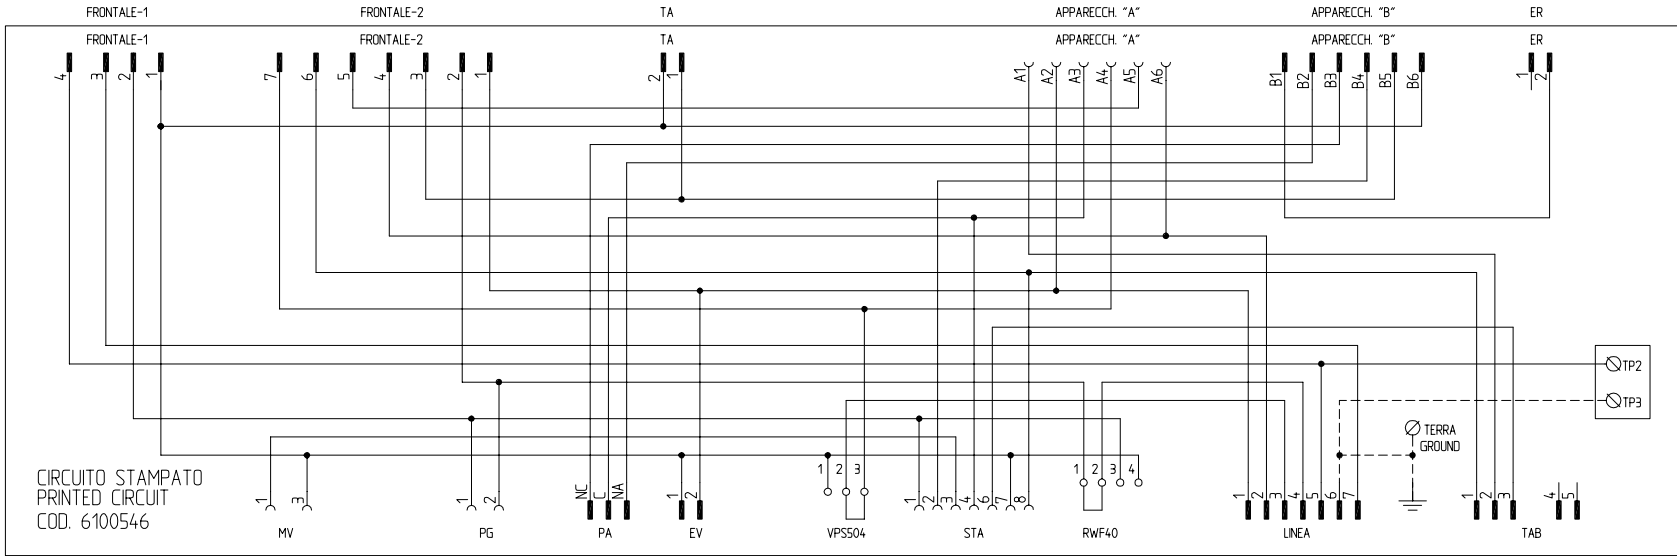 FRONTALE-1 FRONTALE-2 TA APPARECCH. "A" APPARECCH. "B" ER
FRONTALE-1 FRONTALE-2 TA APPARECCH. "A" APPARECCH. "B" ER
4 3 2 1 7 6 5 4 3 2 1 2 1 A1 A2 A3 A4 A5 A6 B1 B2 B3 B4 B5 B6 1 2
TP2
TP3
TERRA
GROUND
CIRCUITO STAMPATO
PRINTED CIRCUIT
COD. 6100546
1 2 3 1 2 3 4
1 3 1 2 NC C NA 1 2 1 2 3 4 6 7 8 1 2 3 4 5 6 7 1 2 3 4 5
MV PG PA EV VPS504 STA RWF40 LINEA TAB